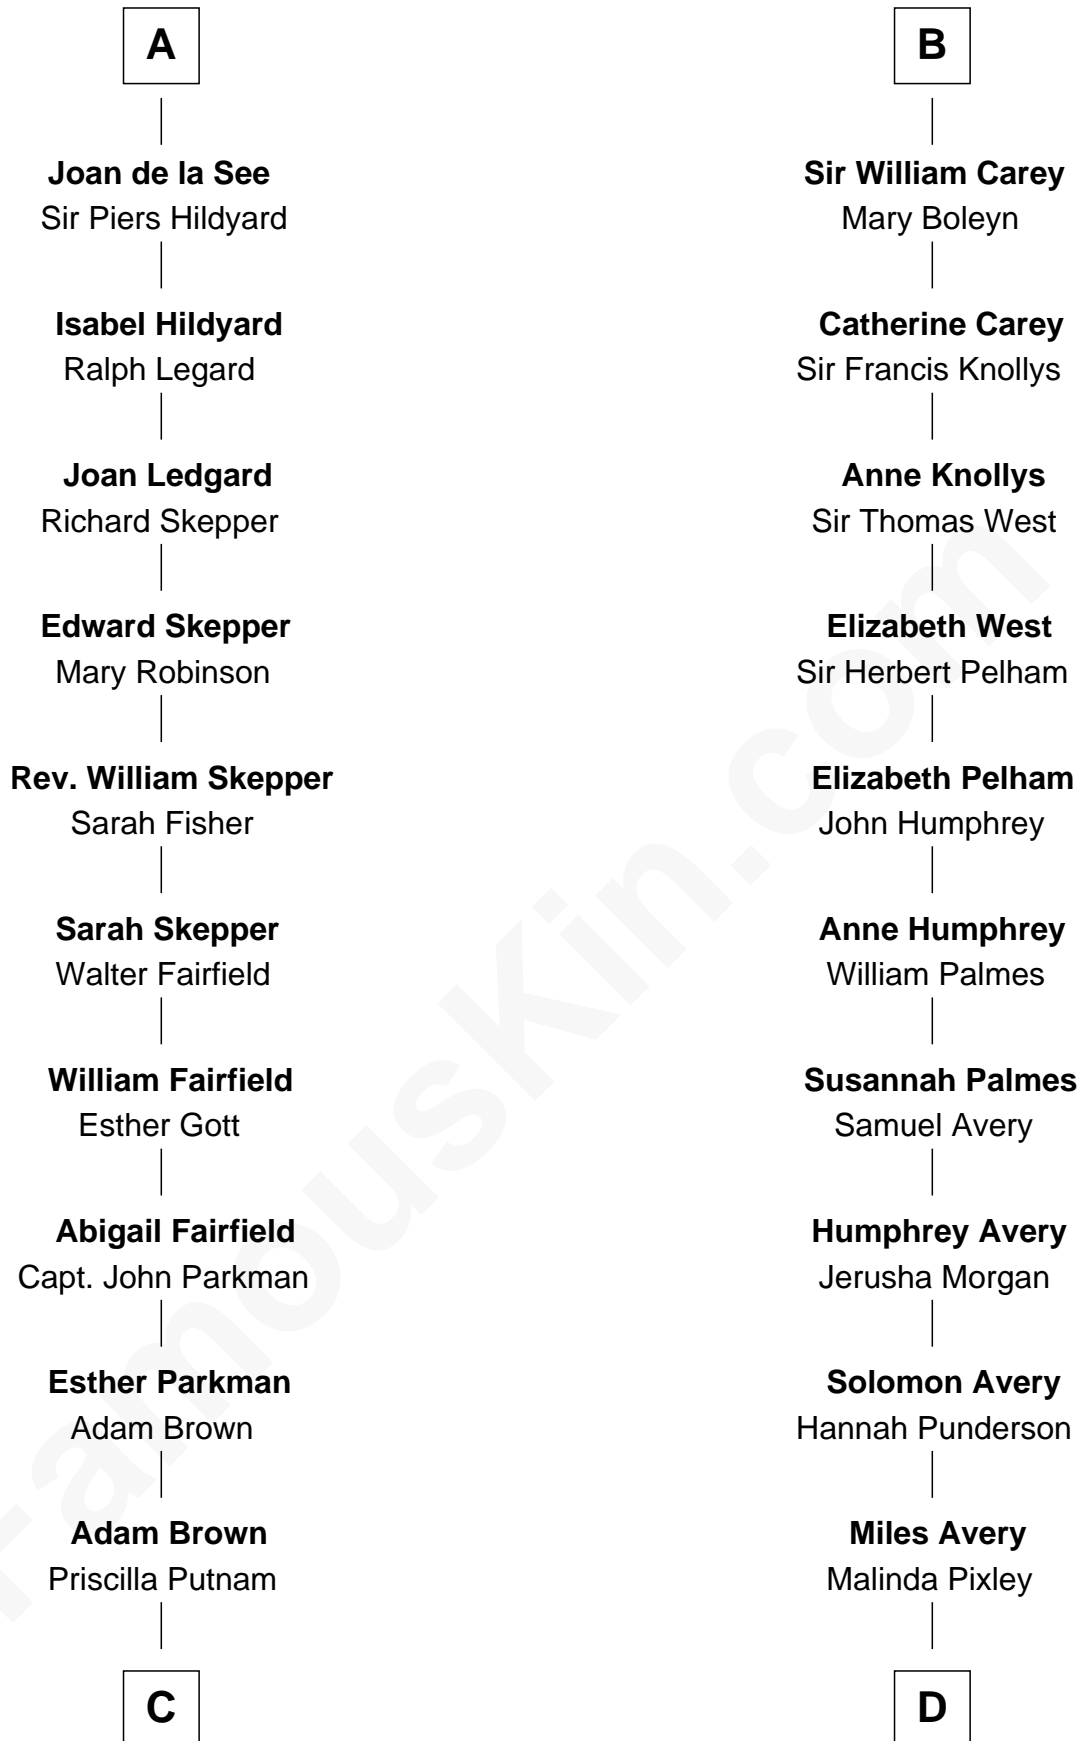 A
Joan de la See
Sir Piers Hildyard
Isabel Hildyard
Ralph Legard
Joan Ledgard
Richard Skepper
Edward Skepper
Mary Robinson
Rev. William Skepper
Sarah Fisher
Sarah Skepper
Walter Fairfield
William Fairfield
Esther Gott
Abigail Fairfield
Capt. John Parkman
Esther Parkman
Adam Brown
Adam Brown
Priscilla Putnam
C
B
Sir William Carey
Mary Boleyn
Catherine Carey
Sir Francis Knollys
Anne Knollys
Sir Thomas West
Elizabeth West
Sir Herbert Pelham
Elizabeth Pelham
John Humphrey
Anne Humphrey
William Palmes
Susannah Palmes
Samuel Avery
Humphrey Avery
Jerusha Morgan
Solomon Avery
Hannah Punderson
Miles Avery
Malinda Pixley
D
FamousKin.com